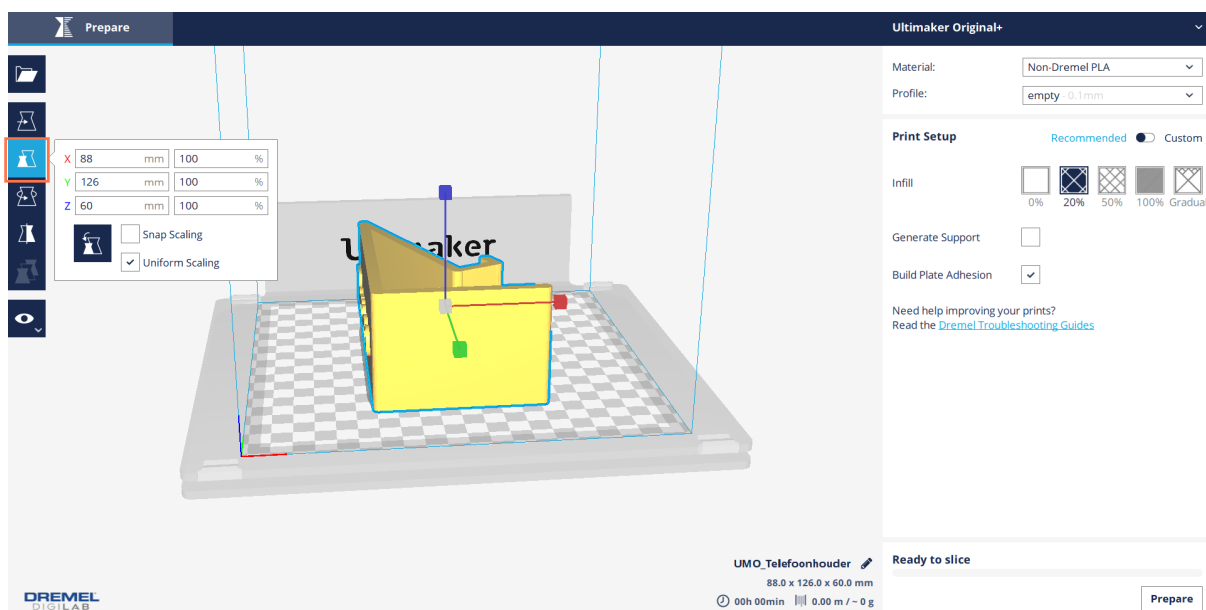 Prepare
Ultimaker Original+
Material:
Non-Dremel PLA
Profile:
empty - 0.1mm
X 88 mm 100 %
Y 126 mm 100 %
Z 60 mm 100 %
Snap Scaling
Uniform Scaling
Print Setup
Recommended
Custom
Infill
0% 20% 50% 100% Gradual
Generate Support
Build Plate Adhesion
Need help improving your prints?
Read the Dremel Troubleshooting Guides
UMO_Telefoonhouder
88.0 x 126.0 x 60.0 mm
00h 00min 0.00 m / ~ 0 g
Ready to slice
Prepare
DREMEL
DIGILAB